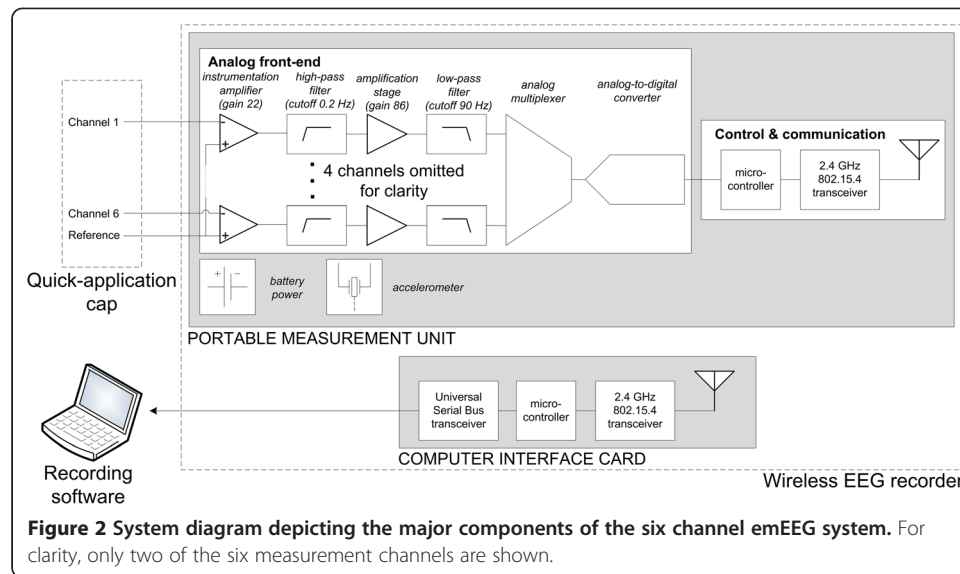 Analog front-end
instrumentation
amplifier
(gain 22)
high-pass
filter
(cutoff 0.2 Hz)
amplification
stage
(gain 86)
low-pass
filter
(cutoff 90 Hz)
analog
multiplexer
analog-to-digital
converter
Channel 1
-
+
4 channels omitted
for clarity
Channel 6
-
Reference
+
Control & communication
micro-
controller
2.4 GHz
802.15.4
transceiver
Quick-application
cap
+
-
battery
power
accelerometer
PORTABLE MEASUREMENT UNIT
Universal
Serial Bus
transceiver
micro-
controller
2.4 GHz
802.15.4
transceiver
COMPUTER INTERFACE CARD
Recording
software
Wireless EEG recorder
Figure 2 System diagram depicting the major components of the six channel emEEG system. For
clarity, only two of the six measurement channels are shown.